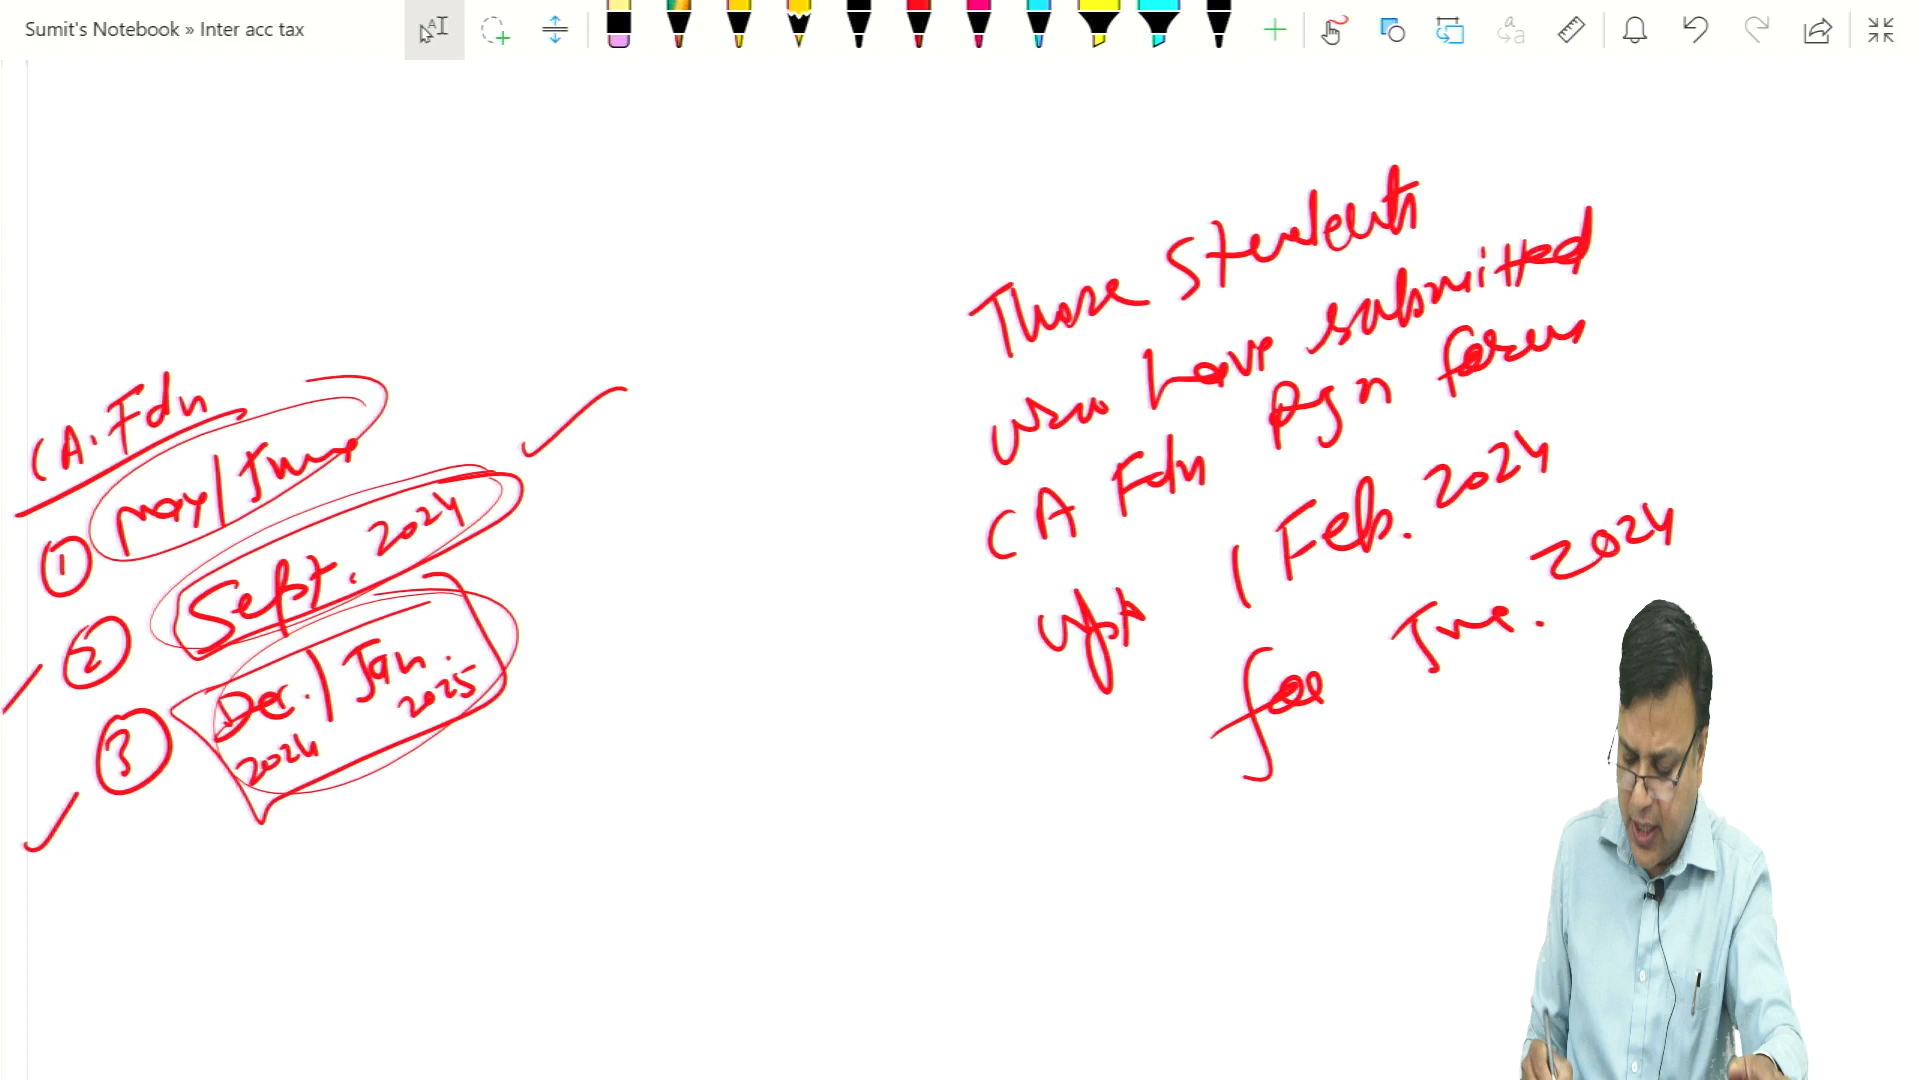 Sumit's Notebook » Inter acc tax
CA. Fdn
① May/June
② Sept. 2024
③ Dec. 2024 / Jan. 2025
Those Students
who have submitted
CA Fdn Rgn form
upto 1 Feb. 2024
for Jne. 2024